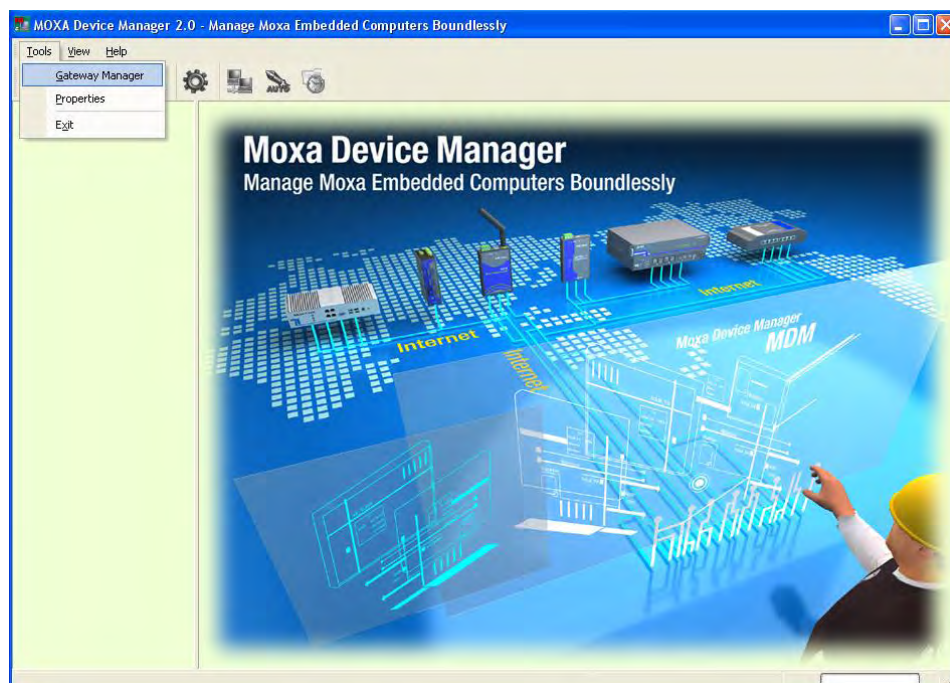 MOXA Device Manager 2.0 - Manage Moxa Embedded Computers Boundlessly
Tools View Help
Gateway Manager
Properties
Exit
AUTO
Moxa Device Manager
Manage Moxa Embedded Computers Boundlessly
Internet
Internet
Internet
Moxa Device Manager
MDM